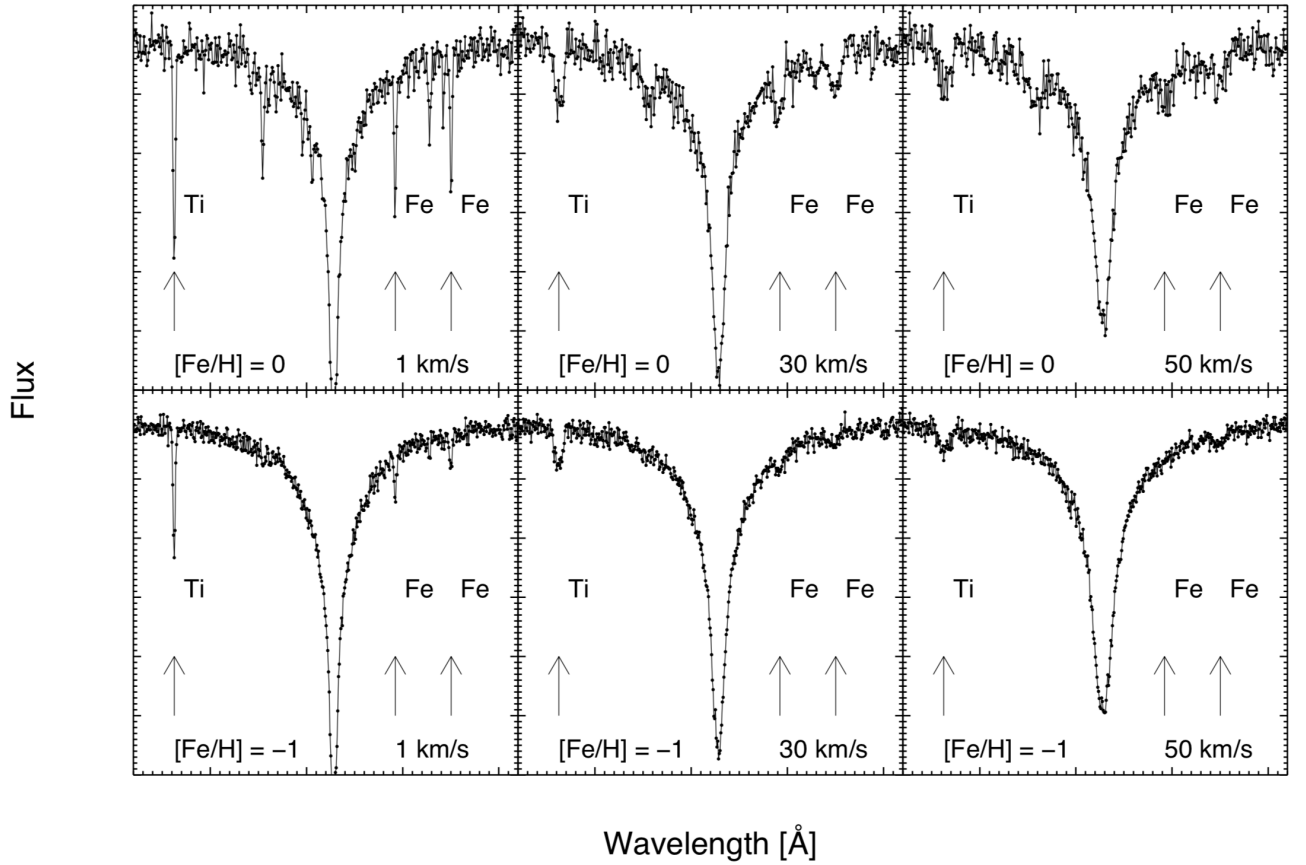 Ti Fe Fe Ti Fe Fe Ti Fe Fe
[Fe/H] = 0 1 km/s [Fe/H] = 0 30 km/s [Fe/H] = 0 50 km/s
Flux
Ti Fe Fe Ti Fe Fe Ti Fe Fe
[Fe/H] = −1 1 km/s [Fe/H] = −1 30 km/s [Fe/H] = −1 50 km/s
Wavelength [Å]